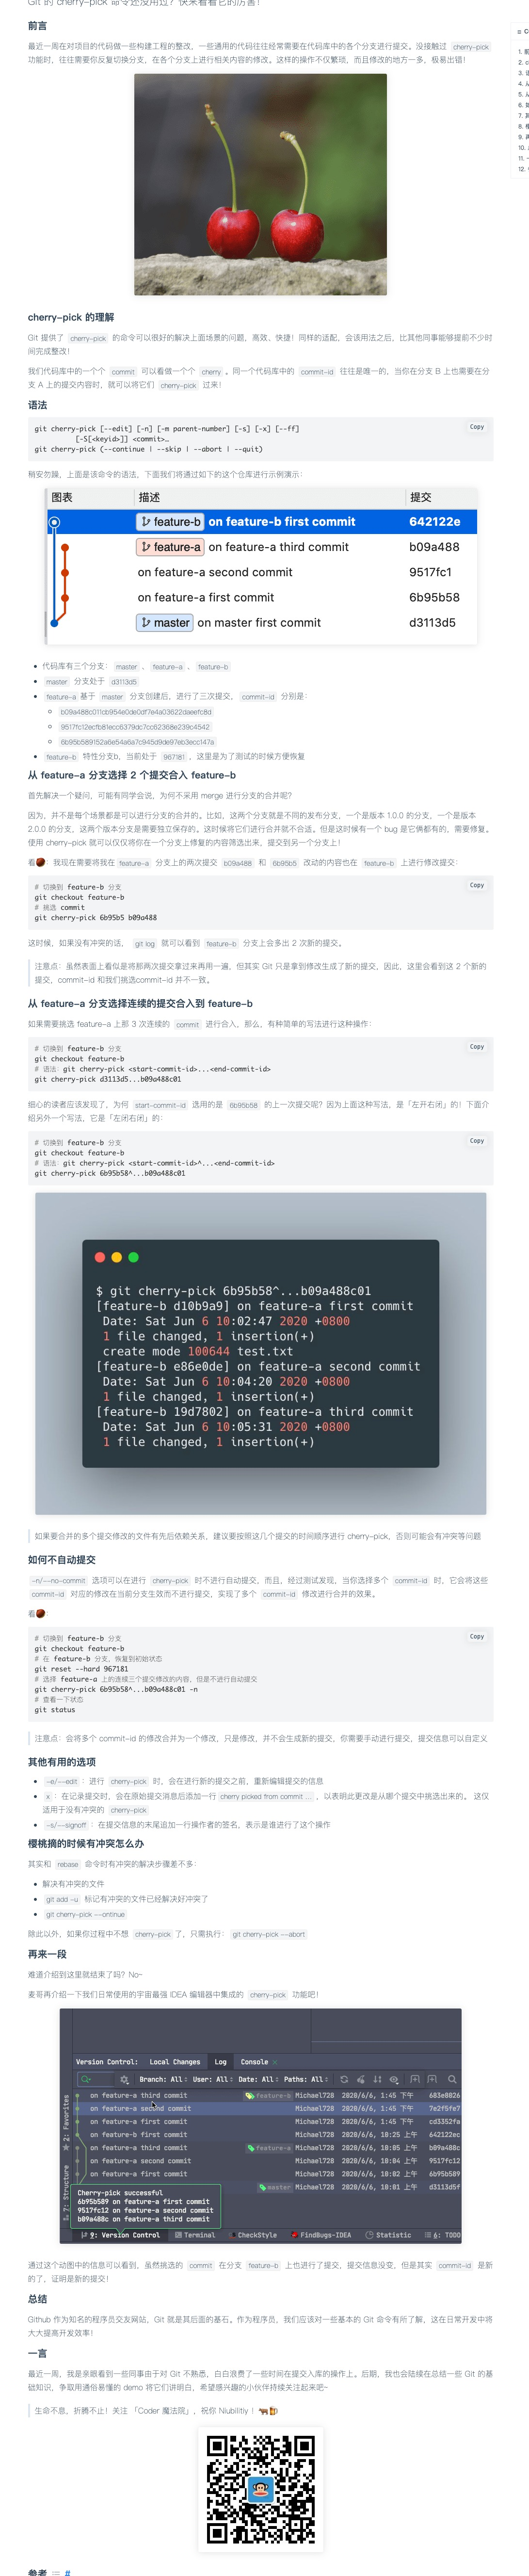 Git 的 cherry-pick 命令还没用过？快来看看它的厉害！
前言
最近一周在对项目的代码做一些构建工程的整改，一些通用的代码往往经常需要在代码库中的各个分支进行提交。没接触过 cherry-pick
功能时，往往需要你反复切换分支，在各个分支上进行相关内容的修改。这样的操作不仅繁琐，而且修改的地方一多，极易出错！
1. 前
2. c
3. 语
4. 从
5. 从
6. 如
7. 其
8. 樱
9. 再
10.
11. 一
12.
cherry-pick 的理解
Git 提供了 cherry-pick 的命令可以很好的解决上面场景的问题，高效、快捷！同样的适配，会该用法之后，比其他同事能够提前不少时
间完成整改！
我们代码库中的一个个 commit 可以看做一个个 cherry 。同一个代码库中的 commit-id 往往是唯一的，当你在分支 B 上也需要在分
支 A 上的提交内容时，就可以将它们 cherry-pick 过来！
语法
Copy
git cherry-pick [--edit] [-n] [-m parent-number] [-s] [-x] [--ff]
[-S[<keyid>]] <commit>…
git cherry-pick (--continue | --skip | --abort | --quit)
稍安勿躁，上面是该命令的语法，下面我们将通过如下的这个仓库进行示例演示：
图表 描述 提交
feature-b on feature-b first commit 642122e
feature-a on feature-a third commit b09a488
on feature-a second commit 9517fc1
on feature-a first commit 6b95b58
master on master first commit d3113d5
代码库有三个分支： master 、 feature-a 、 feature-b
master 分支处于 d3113d5
feature-a 基于 master 分支创建后，进行了三次提交， commit-id 分别是：
b09a488c011cb954e0de0df7e4a03622daeefc8d
9517fc12ecfb81ecc6379dc7cc62368e239c4542
6b95b589152a6e54a6a7c945d9de97eb3ecc147a
feature-b 特性分支b，当前处于 967181 ，这里是为了测试的时候方便恢复
从 feature-a 分支选择 2 个提交合入 feature-b
首先解决一个疑问，可能有同学会说，为何不采用 merge 进行分支的合并呢？
因为，并不是每个场景都是可以进行分支的合并的。比如，这两个分支就是不同的发布分支，一个是版本 1.0.0 的分支，一个是版本
2.0.0 的分支，这两个版本分支是需要独立保存的。这时候将它们进行合并就不合适。但是这时候有一个 bug 是它俩都有的，需要修复。
使用 cherry-pick 就可以仅仅将你在一个分支上修复的内容筛选出来，提交到另一个分支上！
看🌰：我现在需要将我在 feature-a 分支上的两次提交 b09a488 和 6b95b5 改动的内容也在 feature-b 上进行修改提交：
Copy
# 切换到 feature-b 分支
git checkout feature-b
# 挑选 commit
git cherry-pick 6b95b5 b09a488
这时候，如果没有冲突的话， git log 就可以看到 feature-b 分支上会多出 2 次新的提交。
注意点：虽然表面上看似是将那两次提交拿过来再用一遍，但其实 Git 只是拿到修改生成了新的提交，因此，这里会看到这 2 个新的
提交，commit-id 和我们挑选commit-id 并不一致。
从 feature-a 分支选择连续的提交合入到 feature-b
如果需要挑选 feature-a 上那 3 次连续的 commit 进行合入，那么，有种简单的写法进行这种操作：
Copy
# 切换到 feature-b 分支
git checkout feature-b
# 语法：git cherry-pick <start-commit-id>...<end-commit-id>
git cherry-pick d3113d5...b09a488c01
细心的读者应该发现了，为何 start-commit-id 选用的是 6b95b58 的上一次提交呢？因为上面这种写法，是「左开右闭」的！下面介
绍另外一个写法，它是「左闭右闭」的：
Copy
# 切换到 feature-b 分支
git checkout feature-b
# 语法：git cherry-pick <start-commit-id>^...<end-commit-id>
git cherry-pick 6b95b58^...b09a488c01
$ git cherry-pick 6b95b58^...b09a488c01
[feature-b d10b9a9] on feature-a first commit
Date: Sat Jun 6 10:02:47 2020 +0800
1 file changed, 1 insertion(+)
create mode 100644 test.txt
[feature-b e86e0de] on feature-a second commit
Date: Sat Jun 6 10:04:20 2020 +0800
1 file changed, 1 insertion(+)
[feature-b 19d7802] on feature-a third commit
Date: Sat Jun 6 10:05:31 2020 +0800
1 file changed, 1 insertion(+)
如果要合并的多个提交修改的文件有先后依赖关系，建议要按照这几个提交的时间顺序进行 cherry-pick，否则可能会有冲突等问题
如何不自动提交
-n/--no-commit 选项可以在进行 cherry-pick 时不进行自动提交。而且，经过测试发现，当你选择多个 commit-id 时，它会将这些
commit-id 对应的修改在当前分支生效而不进行提交，实现了多个 commit-id 修改进行合并的效果。
看🌰：
Copy
# 切换到 feature-b 分支
git checkout feature-b
# 在 feature-b 分支，恢复到初始状态
git reset --hard 967181
# 选择 feature-a 上的连续三个提交修改的内容，但是不进行自动提交
git cherry-pick 6b95b58^...b09a488c01 -n
# 查看一下状态
git status
注意点：会将多个 commit-id 的修改合并为一个修改，只是修改，并不会生成新的提交，你需要手动进行提交，提交信息可以自定义
其他有用的选项
-e/--edit ：进行 cherry-pick 时，会在进行新的提交之前，重新编辑提交的信息
x ：在记录提交时，会在原始提交消息后添加一行 cherry picked from commit … ，以表明此更改是从哪个提交中挑选出来的。 这仅
适用于没有冲突的 cherry-pick
-s/--signoff ：在提交信息的末尾追加一行操作者的签名，表示是谁进行了这个操作
樱桃摘的时候有冲突怎么办
其实和 rebase 命令时有冲突的解决步骤差不多：
解决有冲突的文件
git add -u 标记有冲突的文件已经解决好冲突了
git cherry-pick --ontinue
除此以外，如果你过程中不想 cherry-pick 了，只需执行： git cherry-pick --abort
再来一段
难道介绍到这里就结束了吗？No~
麦哥再介绍一下我们日常使用的宇宙最强 IDEA 编辑器中集成的 cherry-pick 功能吧！
Version Control: Local Changes Log Console
Branch: All User: All Date: All Paths: All
on feature-a third commit feature-b Michael728 2020/6/6, 1:45 下午 683e8826
on feature-a second commit Michael728 2020/6/6, 1:45 下午 7e2f5fe7
on feature-a first commit Michael728 2020/6/6, 1:45 下午 cd3352fa
on feature-b first commit Michael728 2020/6/6, 10:25 上午 642122ec
on feature-a third commit feature-a Michael728 2020/6/6, 10:05 上午 b09a488c
on feature-a second commit Michael728 2020/6/6, 10:04 上午 9517fc12
on feature-a first commit Michael728 2020/6/6, 10:02 上午 6b95b589
master Michael728 2020/6/6, 10:01 上午 d3113d5f
Cherry-pick successful
6b95b589 on feature-a first commit
9517fc12 on feature-a second commit
b09a488c on feature-a third commit
2: Favorites
7: Structure
9: Version Control Terminal CheckStyle FindBugs-IDEA Statistic 6: TODO
通过这个动图中的信息可以看到，虽然挑选的 commit 在分支 feature-b 上也进行了提交，提交信息没变，但是其实 commit-id 是新
的了，证明是新的提交！
总结
Github 作为知名的程序员交友网站，Git 就是其后面的基石。作为程序员，我们应该对一些基本的 Git 命令有所了解，这在日常开发中将
大大提高开发效率！
一言
最近一周，我是亲眼看到一些同事由于对 Git 不熟悉，白白浪费了一些时间在提交入库的操作上。后期，我也会陆续在总结一些 Git 的基
础知识，争取用通俗易懂的 demo 将它们讲明白，希望感兴趣的小伙伴持续关注起来吧~
生命不息，折腾不止！关注 「Coder 魔法院」，祝你 Niubilitiy ！🐂🍺
参考 #